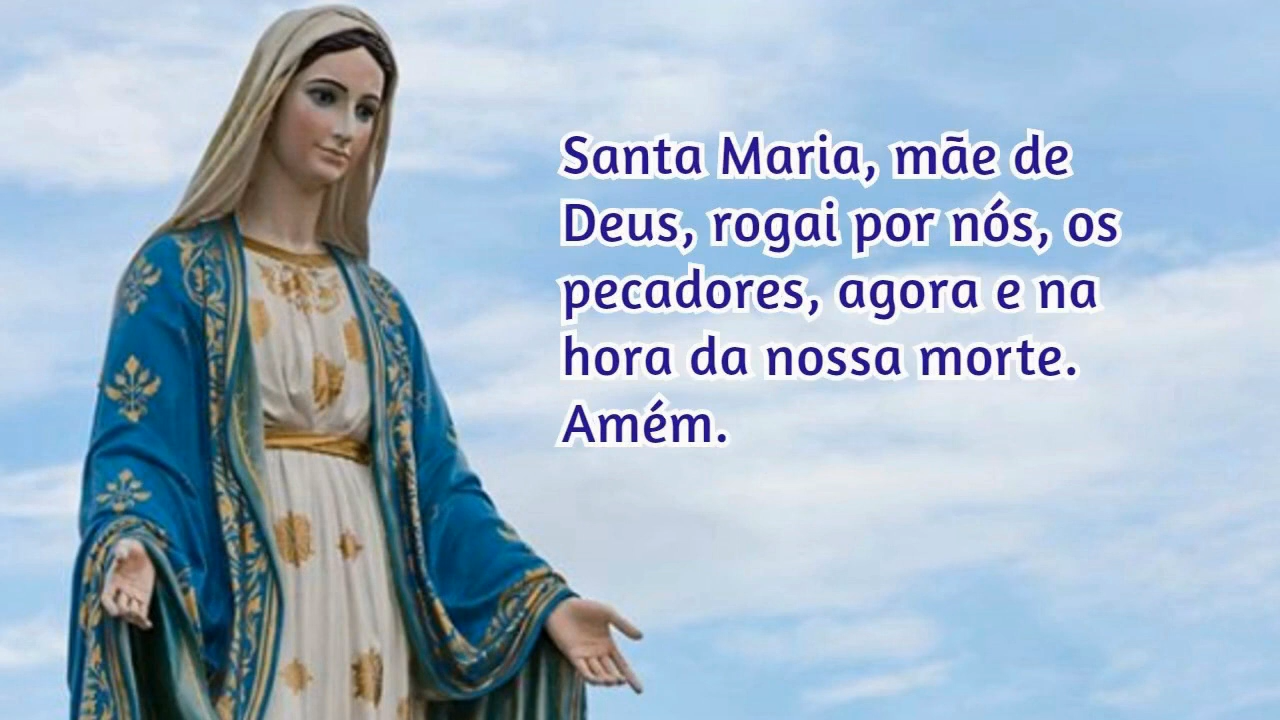 Santa Maria, mãe de
Deus, rogai por nós, os
pecadores, agora e na
hora da nossa morte.
Amém.